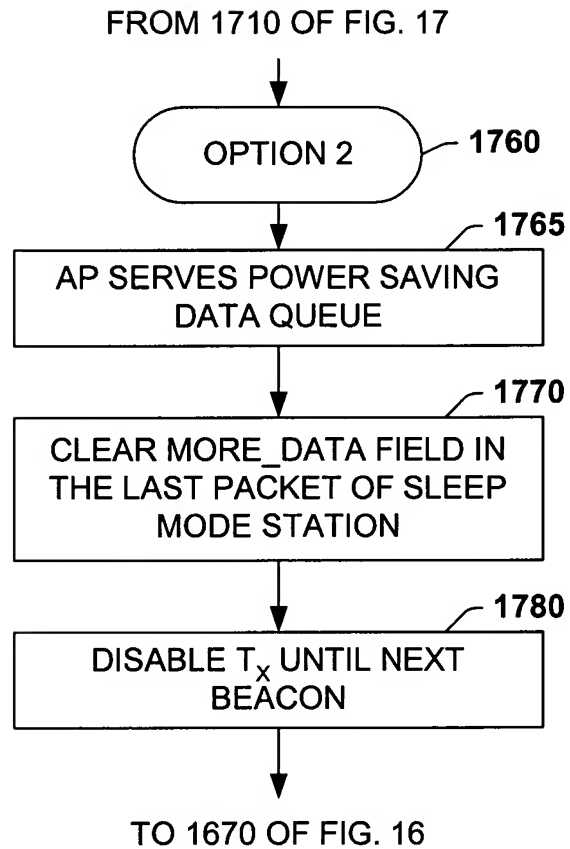 FROM 1710 OF FIG. 17
OPTION 2
1760
1765
AP SERVES POWER SAVING
DATA QUEUE
1770
CLEAR MORE_DATA FIELD IN
THE LAST PACKET OF SLEEP
MODE STATION
1780
DISABLE TX UNTIL NEXT
BEACON
TO 1670 OF FIG. 16